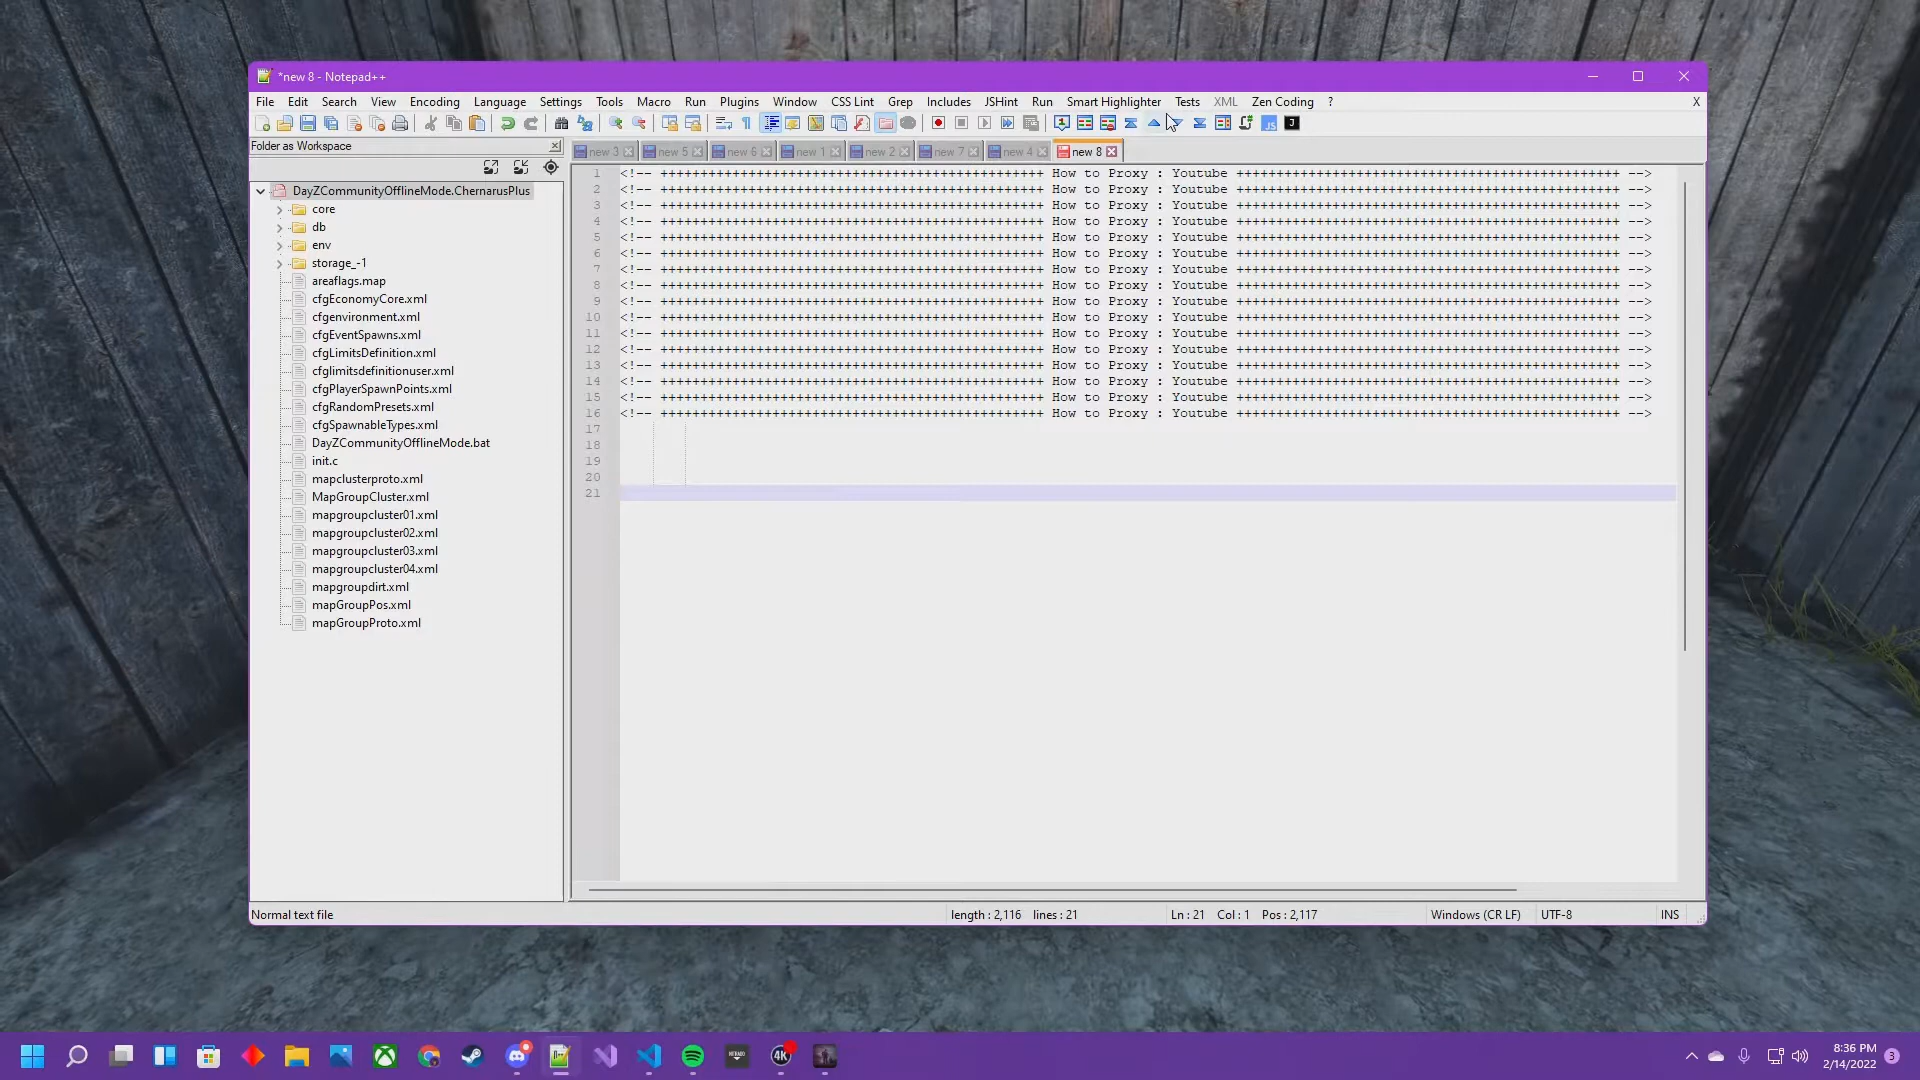 *new 8 - Notepad++
File Edit Search View Encoding Language Settings Tools Macro Run Plugins Window CSS Lint Grep Includes JSHint Run Smart Highlighter Tests XML Zen Coding ? X
Folder as Workspace
new 3 new 5 new 6 new 1 new 2 new 7 new 4 new 8
DayZCommunityOfflineMode.ChernarusPlus
core
db
env
storage_-1
areaflags.map
cfgEconomyCore.xml
cfgenvironment.xml
cfgEventSpawns.xml
cfgLimitsDefinition.xml
cfglimitsdefinitionuser.xml
cfgPlayerSpawnPoints.xml
cfgRandomPresets.xml
cfgSpawnableTypes.xml
DayZCommunityOfflineMode.bat
init.c
mapclusterproto.xml
MapGroupCluster.xml
mapgroupcluster01.xml
mapgroupcluster02.xml
mapgroupcluster03.xml
mapgroupcluster04.xml
mapgroupdirt.xml
mapGroupPos.xml
mapGroupProto.xml
1 <!-- ++++++++++++++++++++++++++++++++++++++++++++++++ How to Proxy : Youtube ++++++++++++++++++++++++++++++++++++++++++++++++ -->
2 <!-- ++++++++++++++++++++++++++++++++++++++++++++++++ How to Proxy : Youtube ++++++++++++++++++++++++++++++++++++++++++++++++ -->
3 <!-- ++++++++++++++++++++++++++++++++++++++++++++++++ How to Proxy : Youtube ++++++++++++++++++++++++++++++++++++++++++++++++ -->
4 <!-- ++++++++++++++++++++++++++++++++++++++++++++++++ How to Proxy : Youtube ++++++++++++++++++++++++++++++++++++++++++++++++ -->
5 <!-- ++++++++++++++++++++++++++++++++++++++++++++++++ How to Proxy : Youtube ++++++++++++++++++++++++++++++++++++++++++++++++ -->
6 <!-- ++++++++++++++++++++++++++++++++++++++++++++++++ How to Proxy : Youtube ++++++++++++++++++++++++++++++++++++++++++++++++ -->
7 <!-- ++++++++++++++++++++++++++++++++++++++++++++++++ How to Proxy : Youtube ++++++++++++++++++++++++++++++++++++++++++++++++ -->
8 <!-- ++++++++++++++++++++++++++++++++++++++++++++++++ How to Proxy : Youtube ++++++++++++++++++++++++++++++++++++++++++++++++ -->
9 <!-- ++++++++++++++++++++++++++++++++++++++++++++++++ How to Proxy : Youtube ++++++++++++++++++++++++++++++++++++++++++++++++ -->
10 <!-- ++++++++++++++++++++++++++++++++++++++++++++++++ How to Proxy : Youtube ++++++++++++++++++++++++++++++++++++++++++++++++ -->
11 <!-- ++++++++++++++++++++++++++++++++++++++++++++++++ How to Proxy : Youtube ++++++++++++++++++++++++++++++++++++++++++++++++ -->
12 <!-- ++++++++++++++++++++++++++++++++++++++++++++++++ How to Proxy : Youtube ++++++++++++++++++++++++++++++++++++++++++++++++ -->
13 <!-- ++++++++++++++++++++++++++++++++++++++++++++++++ How to Proxy : Youtube ++++++++++++++++++++++++++++++++++++++++++++++++ -->
14 <!-- ++++++++++++++++++++++++++++++++++++++++++++++++ How to Proxy : Youtube ++++++++++++++++++++++++++++++++++++++++++++++++ -->
15 <!-- ++++++++++++++++++++++++++++++++++++++++++++++++ How to Proxy : Youtube ++++++++++++++++++++++++++++++++++++++++++++++++ -->
16 <!-- ++++++++++++++++++++++++++++++++++++++++++++++++ How to Proxy : Youtube ++++++++++++++++++++++++++++++++++++++++++++++++ -->
17
18
19
20
21
Normal text file length : 2,116 lines : 21 Ln : 21 Col : 1 Pos : 2,117 Windows (CR LF) UTF-8 INS
4K
8:36 PM
2/14/2022 3